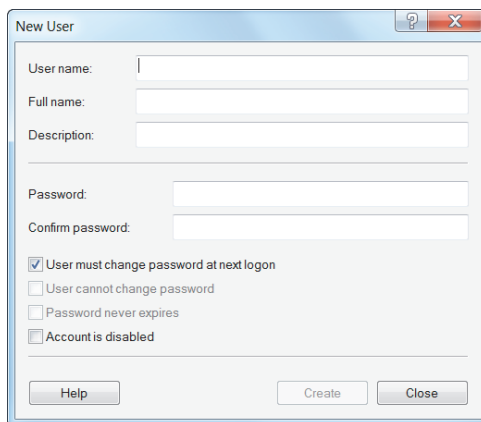 New User
User name:
Full name:
Description:
Password:
Confirm password:
User must change password at next logon
User cannot change password
Password never expires
Account is disabled
Help Create Close